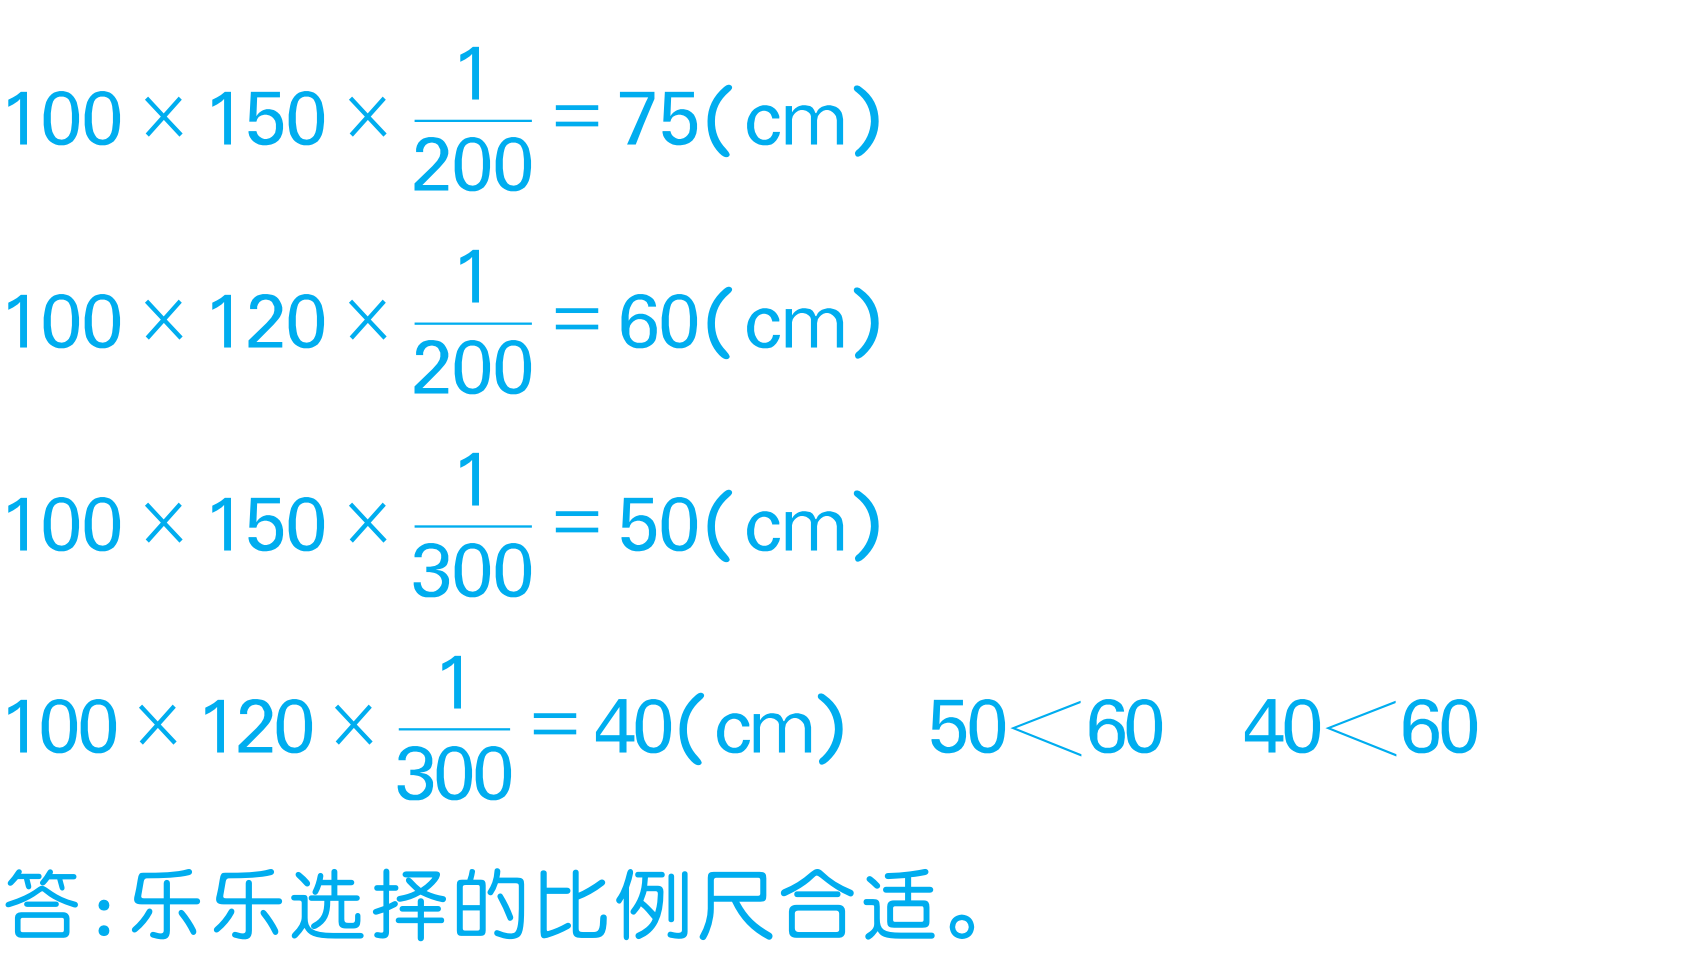 100 × 150 × 1/200 = 75(cm)
100 × 120 × 1/200 = 60(cm)
100 × 150 × 1/300 = 50(cm)
100 × 120 × 1/300 = 40(cm) 50<60 40<60
答:乐乐选择的比例尺合适。